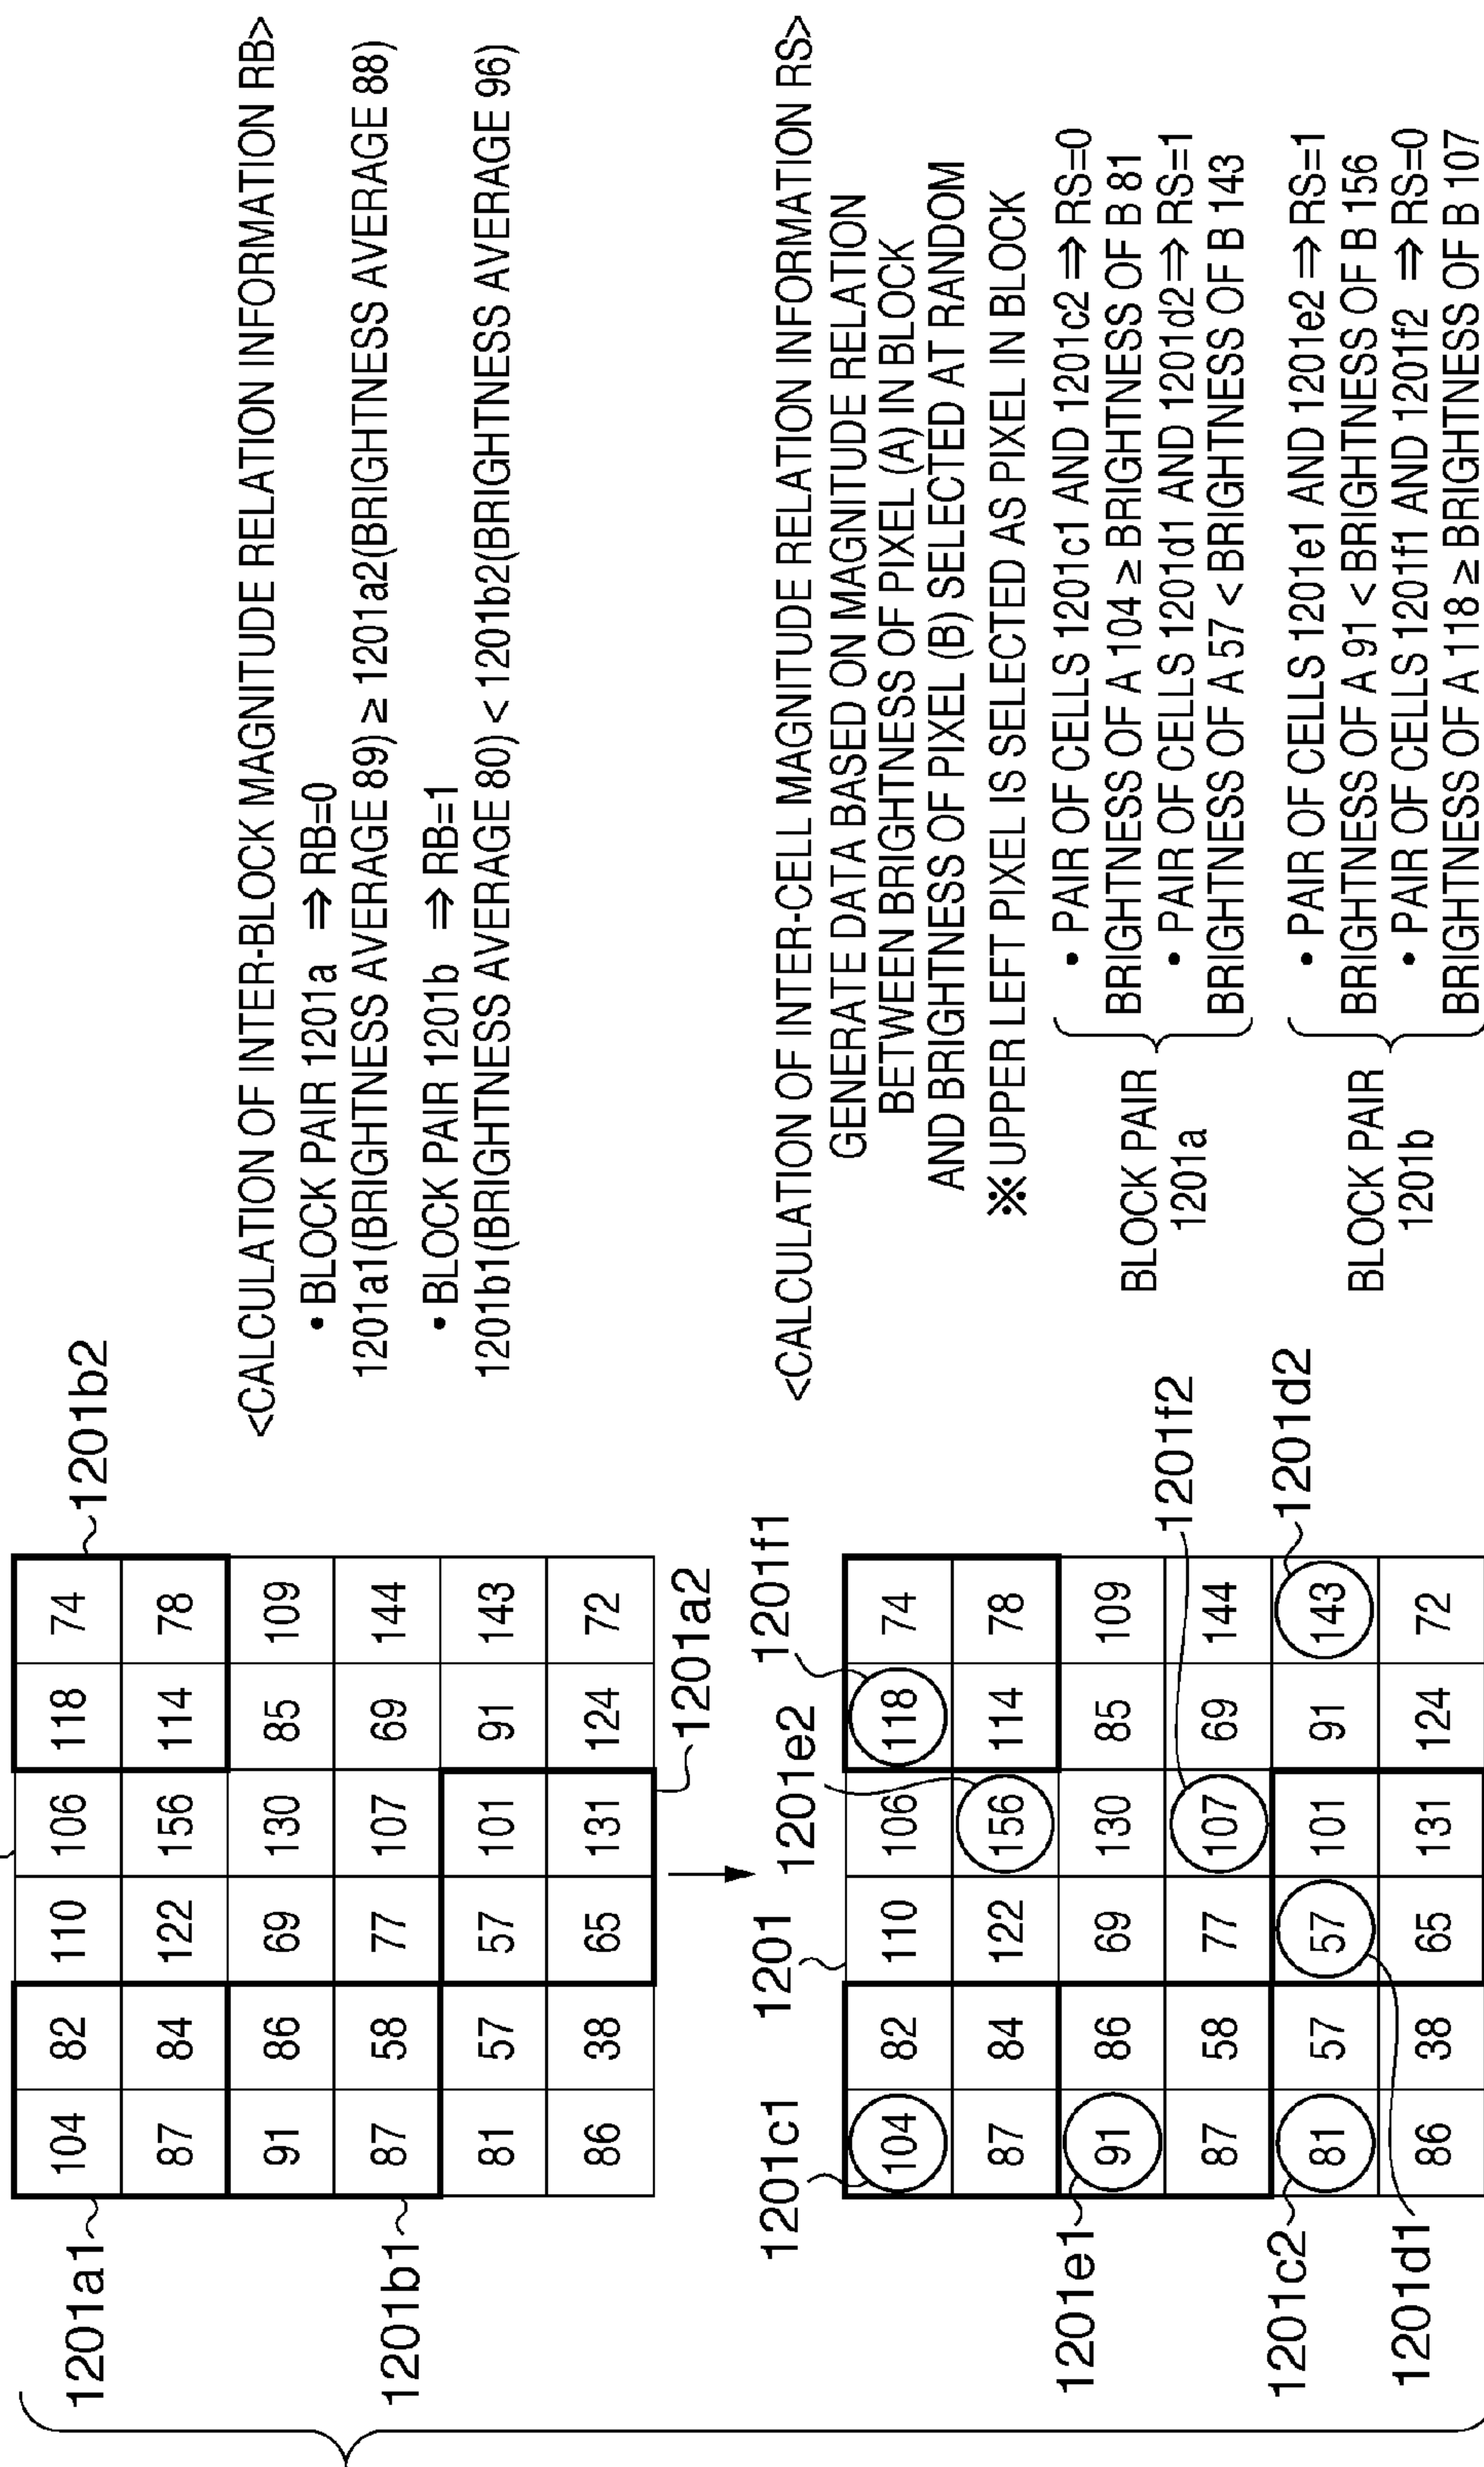 1201a1
1201b1
104 82 110 106 118 74
87 84 122 156 114 78
91 86 69 130 85 109
87 58 77 107 69 144
81 57 57 101 91 143
86 38 65 131 124 72
1201b2
1201a2
<CALCULATION OF INTER-BLOCK MAGNITUDE RELATION INFORMATION RB>
• BLOCK PAIR 1201a ⇒ RB=0
1201a1(BRIGHTNESS AVERAGE 89) ≥ 1201a2(BRIGHTNESS AVERAGE 88)
• BLOCK PAIR 1201b ⇒ RB=1
1201b1(BRIGHTNESS AVERAGE 80) < 1201b2(BRIGHTNESS AVERAGE 96)
1201c1
1201
1201e2
1201f1
1201e1
1201c2
1201d1
104 82 110 106 118 74
87 84 122 156 114 78
91 86 69 130 85 109
87 58 77 107 69 144
81 57 57 101 91 143
86 38 65 131 124 72
1201f2
1201d2
<CALCULATION OF INTER-CELL MAGNITUDE RELATION INFORMATION RS>
GENERATE DATA BASED ON MAGNITUDE RELATION
BETWEEN BRIGHTNESS OF PIXEL (A) IN BLOCK
AND BRIGHTNESS OF PIXEL (B) SELECTED AT RANDOM
※UPPER LEFT PIXEL IS SELECTED AS PIXEL IN BLOCK
BLOCK PAIR
1201a
• PAIR OF CELLS 1201c1 AND 1201c2 ⇒ RS=0
BRIGHTNESS OF A 104 ≥ BRIGHTNESS OF B 81
• PAIR OF CELLS 1201d1 AND 1201d2 ⇒ RS=1
BRIGHTNESS OF A 57 < BRIGHTNESS OF B 143
BLOCK PAIR
1201b
• PAIR OF CELLS 1201e1 AND 1201e2 ⇒ RS=1
BRIGHTNESS OF A 91 < BRIGHTNESS OF B 156
• PAIR OF CELLS 1201f1 AND 1201f2 ⇒ RS=0
BRIGHTNESS OF A 118 ≥ BRIGHTNESS OF B 107